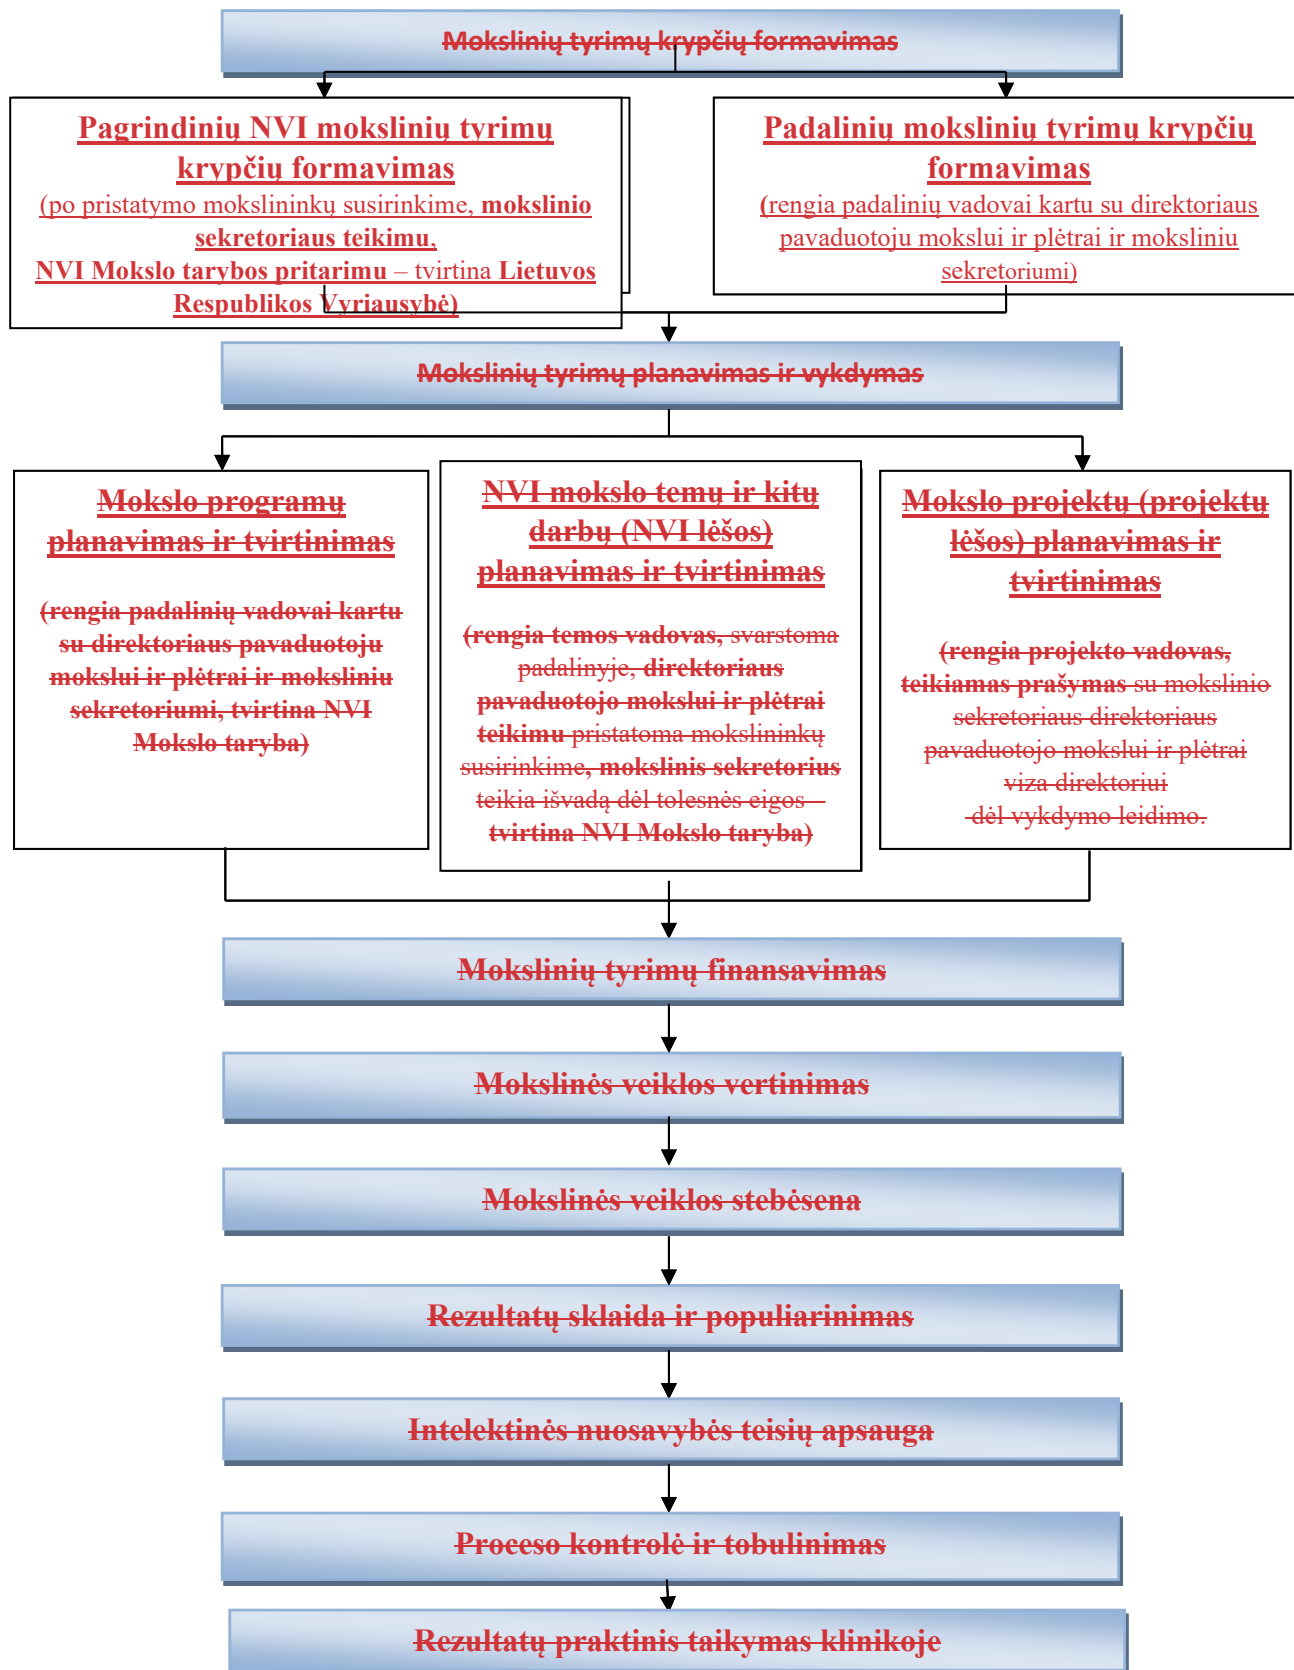 Mokslinių tyrimų krypčių formavimas
Pagrindinių NVI mokslinių tyrimų
krypčių formavimas
(po pristatymo mokslininkų susirinkime, mokslinio
sekretoriaus teikimu,
NVI Mokslo tarybos pritarimu – tvirtina Lietuvos
Respublikos Vyriausybė)
Padalinių mokslinių tyrimų krypčių
formavimas
(rengia padalinių vadovai kartu su direktoriaus
pavaduotoju mokslui ir plėtrai ir moksliniu
sekretoriumi)
Mokslinių tyrimų planavimas ir vykdymas
Mokslo programų
planavimas ir tvirtinimas
(rengia padalinių vadovai kartu
su direktoriaus pavaduotoju
mokslui ir plėtrai ir moksliniu
sekretoriumi, tvirtina NVI
Mokslo taryba)
NVI mokslo temų ir kitų
darbų (NVI lėšos)
planavimas ir tvirtinimas
(rengia temos vadovas, svarstoma
padalinyje, direktoriaus
pavaduotojo mokslui ir plėtrai
teikimu pristatoma mokslininkų
susirinkime, mokslinis sekretorius
teikia išvadą dėl tolesnės eigos –
tvirtina NVI Mokslo taryba)
Mokslo projektų (projektų
lėšos) planavimas ir
tvirtinimas
(rengia projekto vadovas,
teikiamas prašymas su mokslinio
sekretoriaus direktoriaus
pavaduotojo mokslui ir plėtrai
viza direktoriui
dėl vykdymo leidimo.
Mokslinių tyrimų finansavimas
Mokslinės veiklos vertinimas
Mokslinės veiklos stebėsena
Rezultatų sklaida ir populiarinimas
Intelektinės nuosavybės teisių apsauga
Proceso kontrolė ir tobulinimas
Rezultatų praktinis taikymas klinikoje